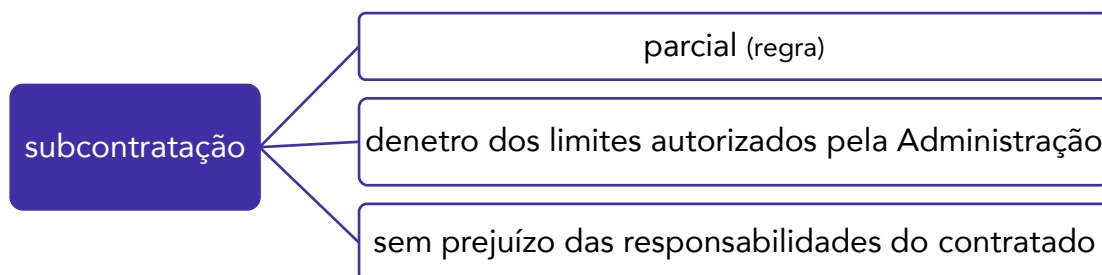 parcial (regra)
subcontratação
denetro dos limites autorizados pela Administração
sem prejuízo das responsabilidades do contratado